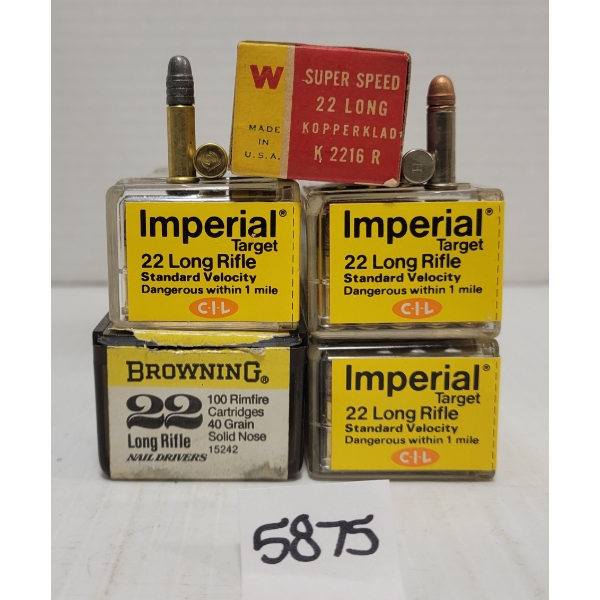 W
SUPER SPEED
22 LONG
KOPPERKLAD
K 2216 R
MADE
IN
U.S.A.
Imperial®
Target
22 Long Rifle
Standard Velocity
Dangerous within 1 mile
C·I·L
Imperial®
Target
22 Long Rifle
Standard Velocity
Dangerous within 1 mile
C·I·L
BROWNING®
22
Long Rifle
NAIL DRIVERS
100 Rimfire
Cartridges
40 Grain
Solid Nose
15242
Imperial®
Target
22 Long Rifle
Standard Velocity
Dangerous within 1 mile
C·I·L
5875